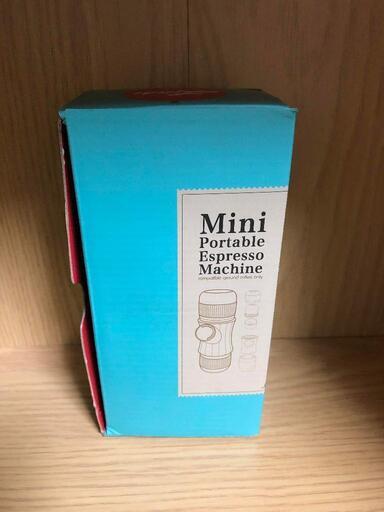 Mini
Portable
Espresso
Machine
compatible ground coffee only